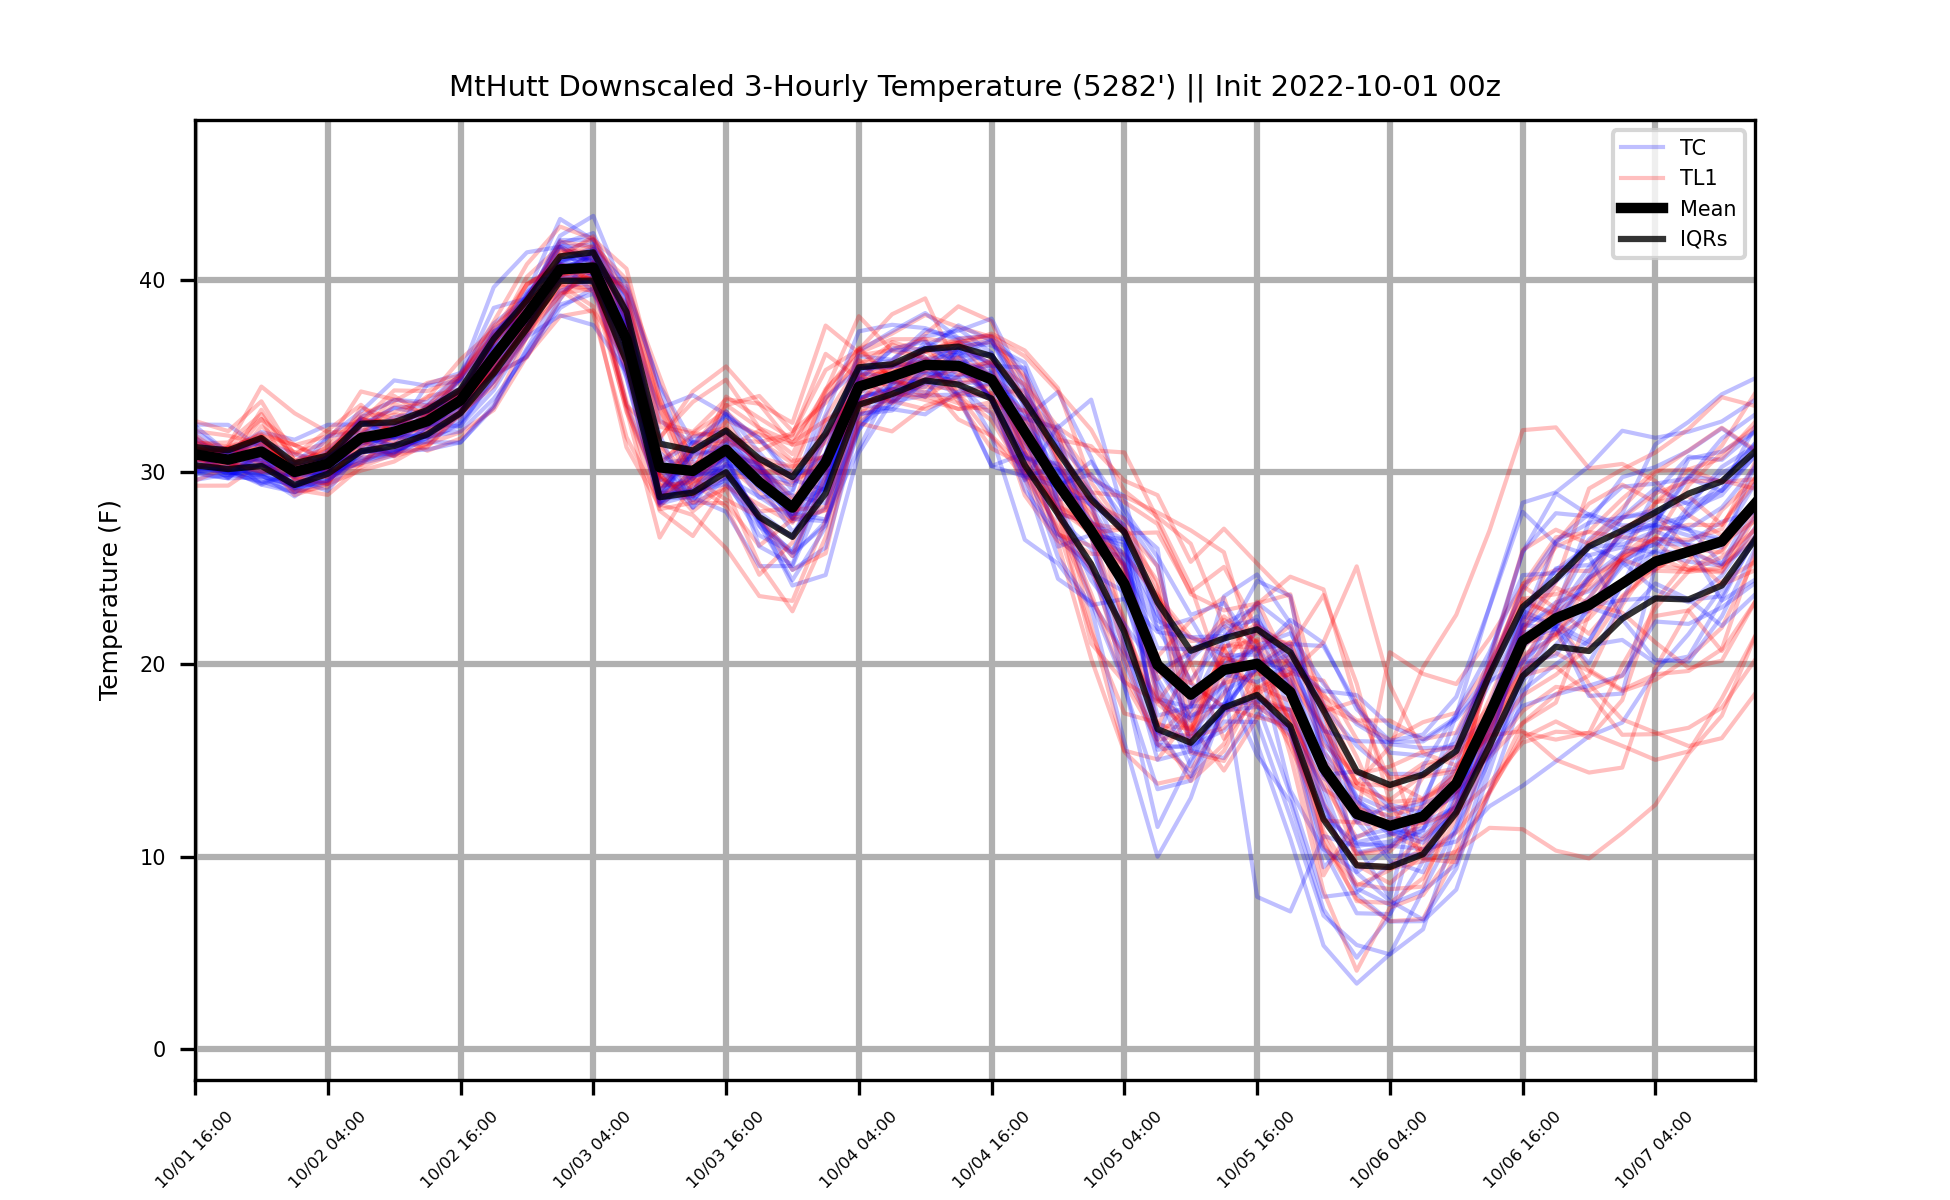 MtHutt Downscaled 3-Hourly Temperature (5282') || Init 2022-10-01 00z
TC
TL1
Mean
IQRs
Temperature (F)
40
30
20
10
0
10/01 16:00
10/02 04:00
10/02 16:00
10/03 04:00
10/03 16:00
10/04 04:00
10/04 16:00
10/05 04:00
10/05 16:00
10/06 04:00
10/06 16:00
10/07 04:00